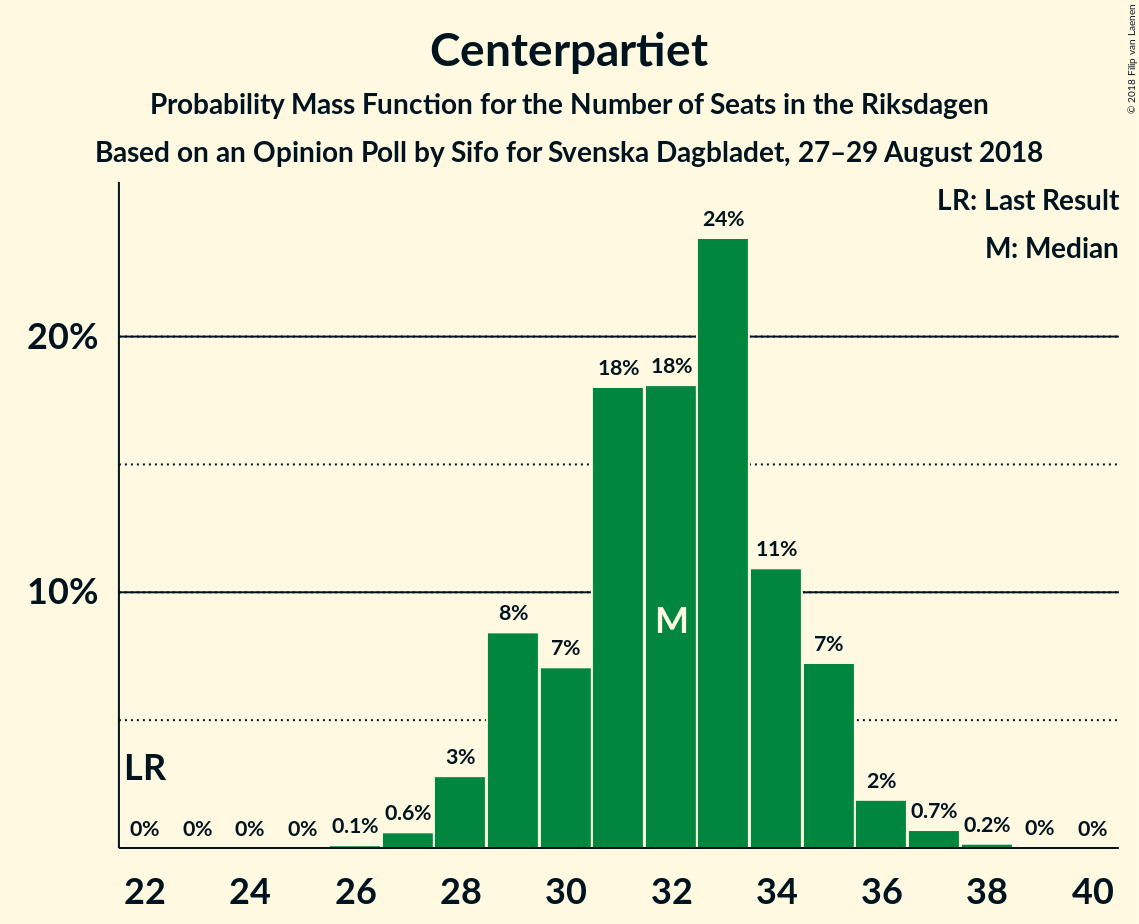 Centerpartiet
Probability Mass Function for the Number of Seats in the Riksdagen
Based on an Opinion Poll by Sifo for Svenska Dagbladet, 27–29 August 2018
© 2018 Filip van Laenen
LR: Last Result
M: Median
24%
20%
18% 18%
11%
10%
8%
7% 7%
M
3%
LR
2%
0% 0% 0% 0% 0.1% 0.6% 0.7% 0.2% 0% 0%
22 24 26 28 30 32 34 36 38 40